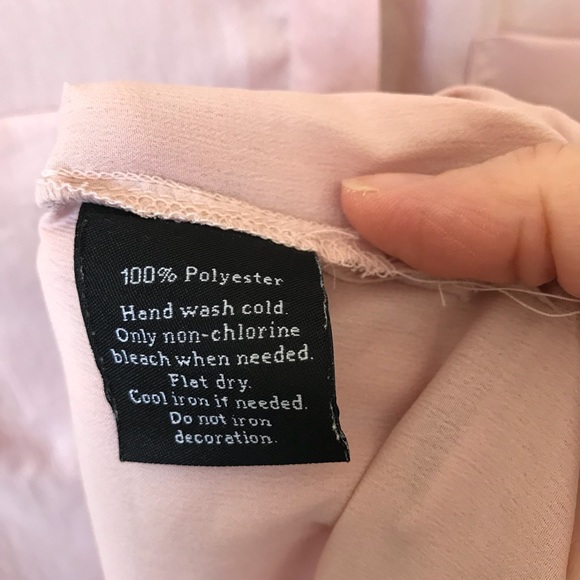 100% Polyester
Hand wash cold.
Only non-chlorine
bleach when needed.
Flat dry.
Cool iron if needed.
Do not iron
decoration.